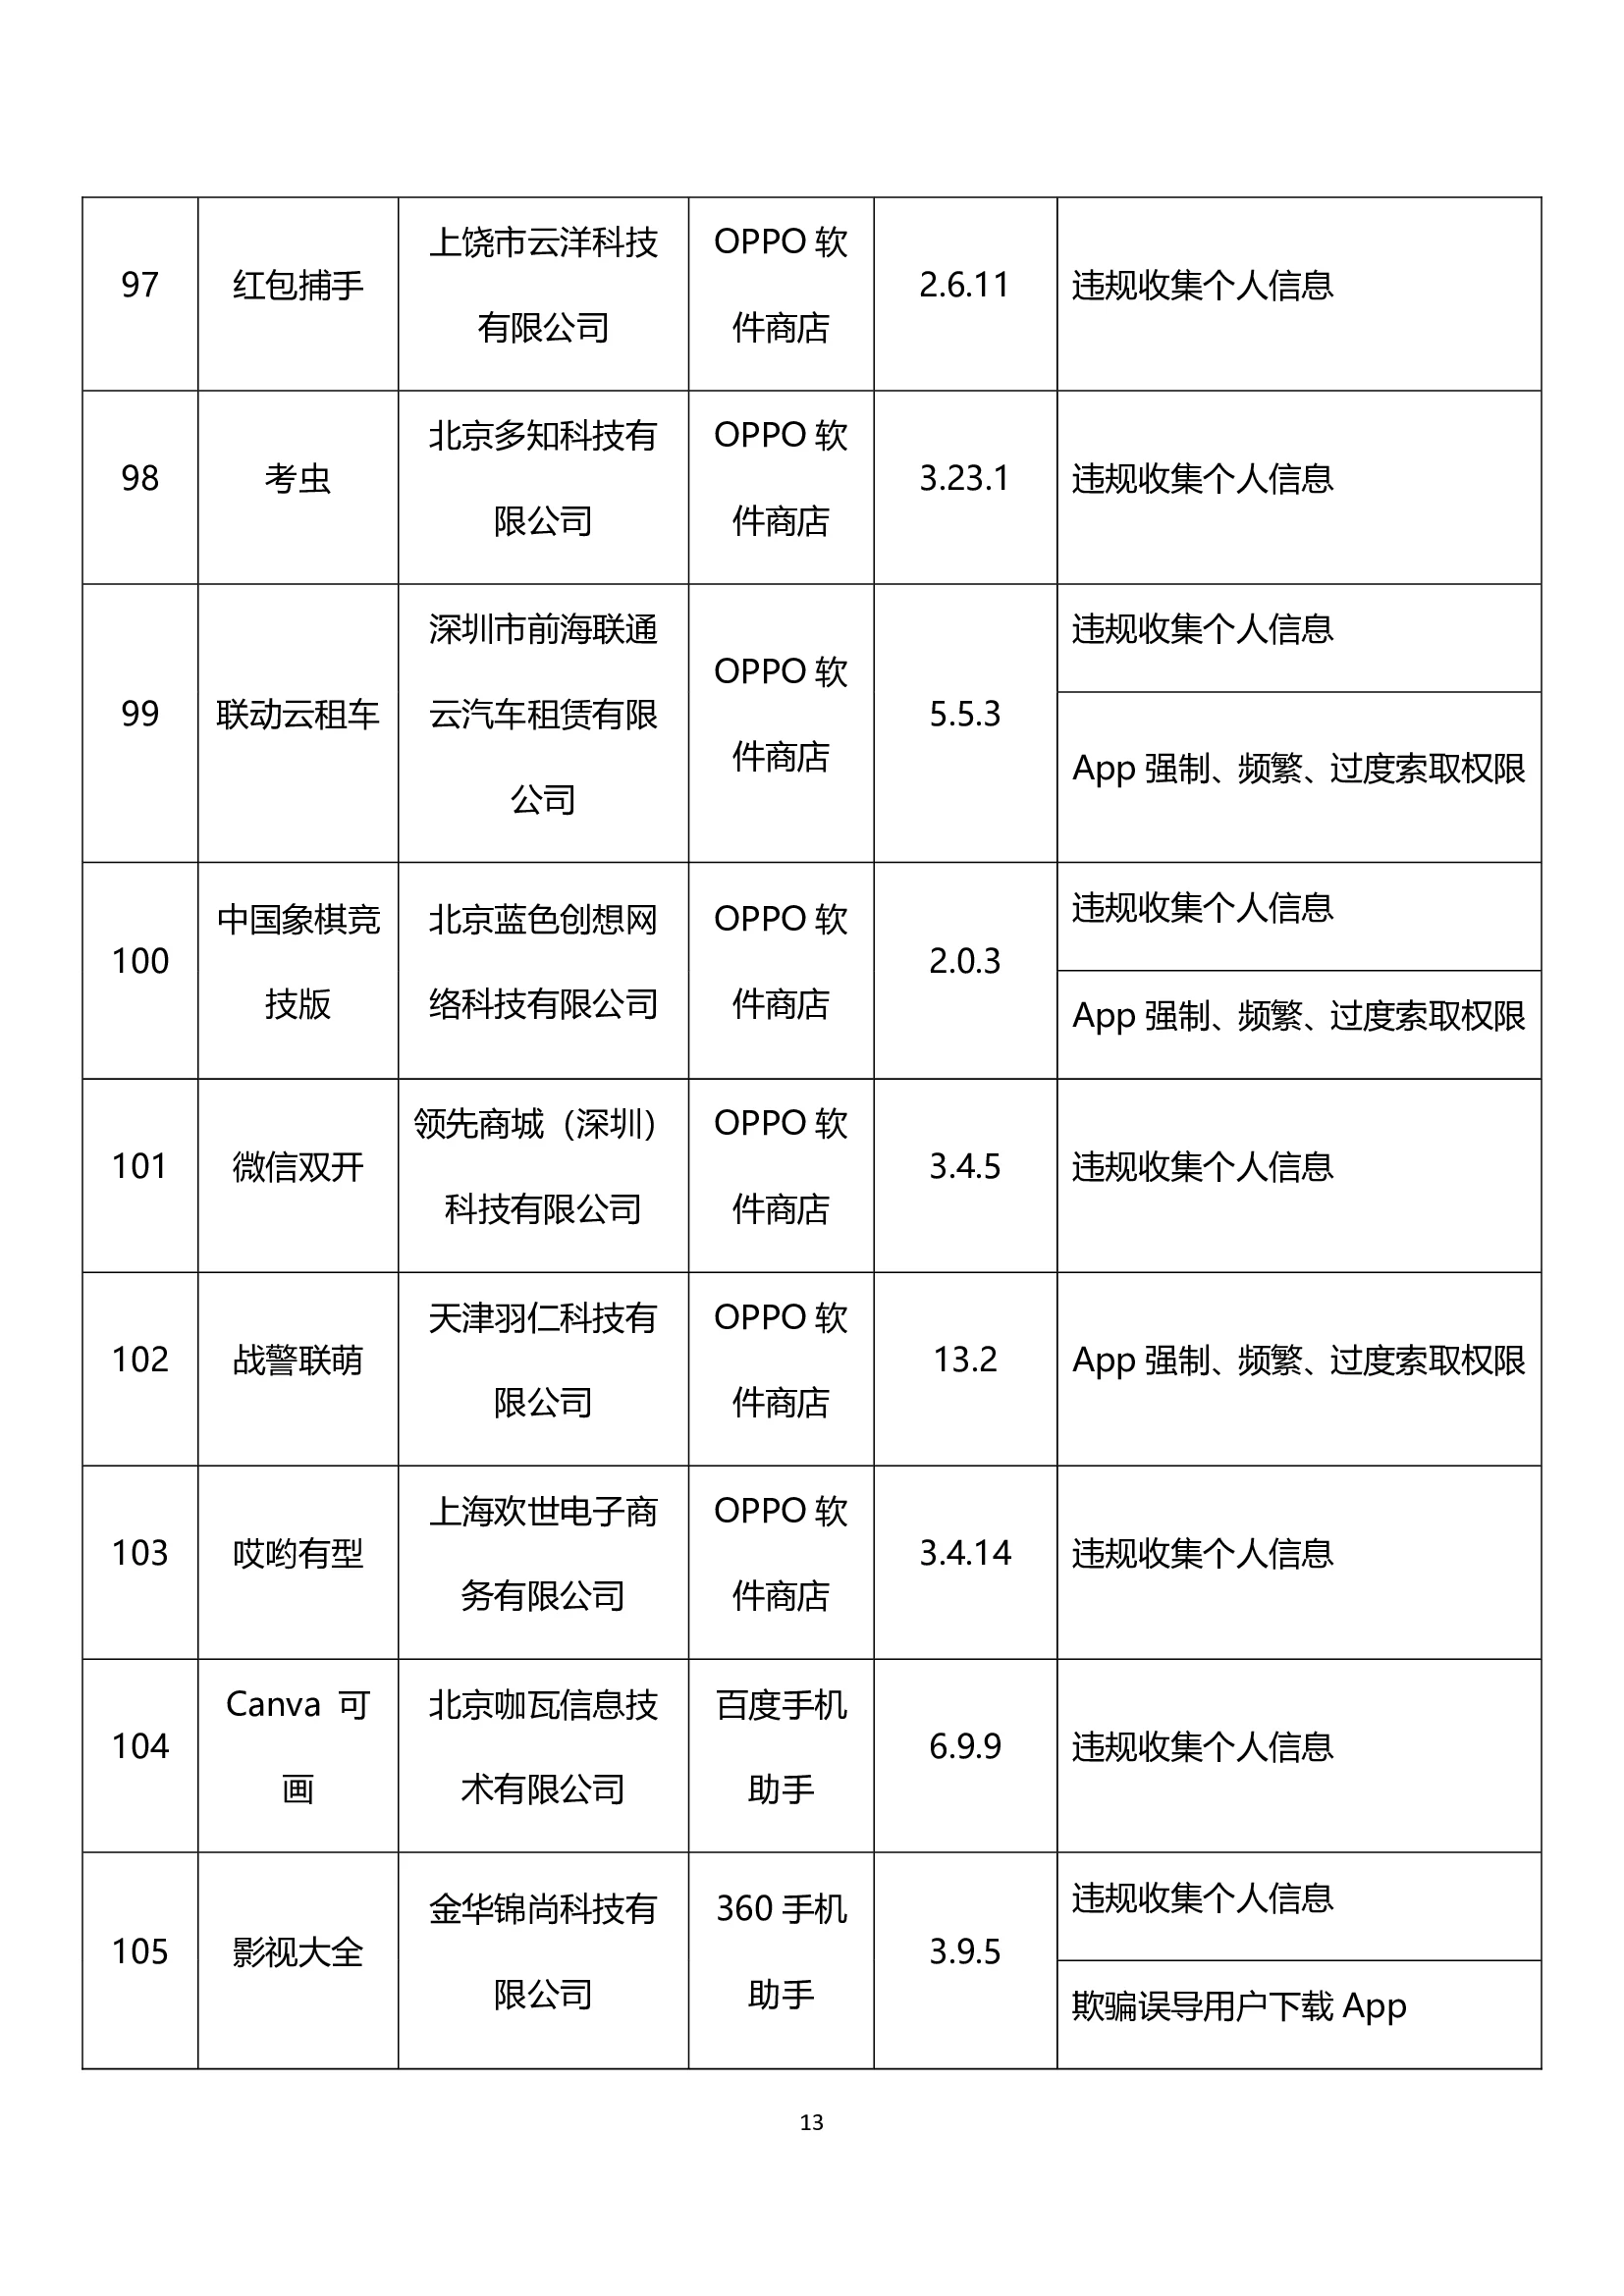 97
红包捕手
上饶市云洋科技
有限公司
OPPO 软
件商店
2.6.11
违规收集个人信息
98
考虫
北京多知科技有
限公司
OPPO 软
件商店
3.23.1
违规收集个人信息
99
联动云租车
深圳市前海联通
云汽车租赁有限
公司
OPPO 软
件商店
5.5.3
违规收集个人信息
App 强制、频繁、过度索取权限
100
中国象棋竞
技版
北京蓝色创想网
络科技有限公司
OPPO 软
件商店
2.0.3
违规收集个人信息
App 强制、频繁、过度索取权限
101
微信双开
领先商城（深圳）
科技有限公司
OPPO 软
件商店
3.4.5
违规收集个人信息
102
战警联萌
天津羽仁科技有
限公司
OPPO 软
件商店
13.2
App 强制、频繁、过度索取权限
103
哎哟有型
上海欢世电子商
务有限公司
OPPO 软
件商店
3.4.14
违规收集个人信息
104
Canva 可
画
北京咖瓦信息技
术有限公司
百度手机
助手
6.9.9
违规收集个人信息
105
影视大全
金华锦尚科技有
限公司
360 手机
助手
3.9.5
违规收集个人信息
欺骗误导用户下载 App
13